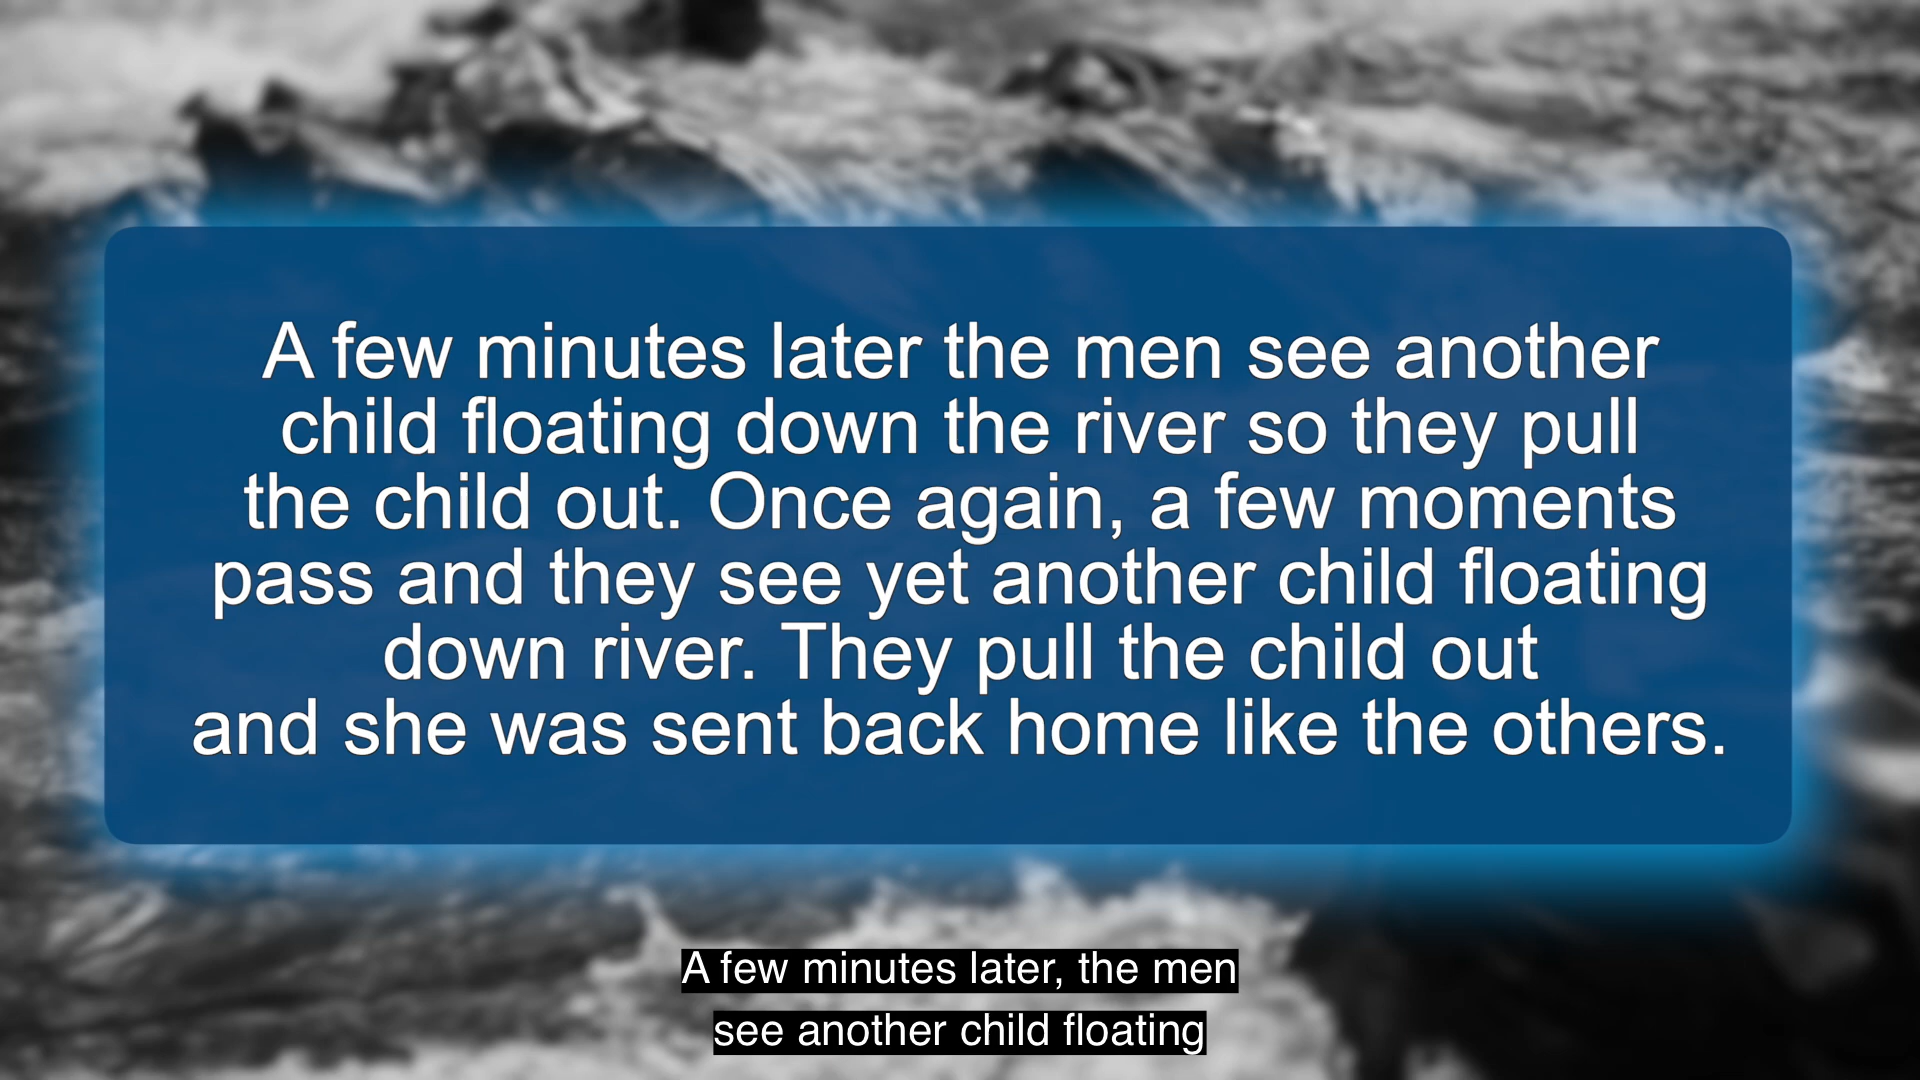 A few minutes later the men see another
child floating down the river so they pull
the child out. Once again, a few moments
pass and they see yet another child floating
down river. They pull the child out
and she was sent back home like the others.
A few minutes later, the men
see another child floating